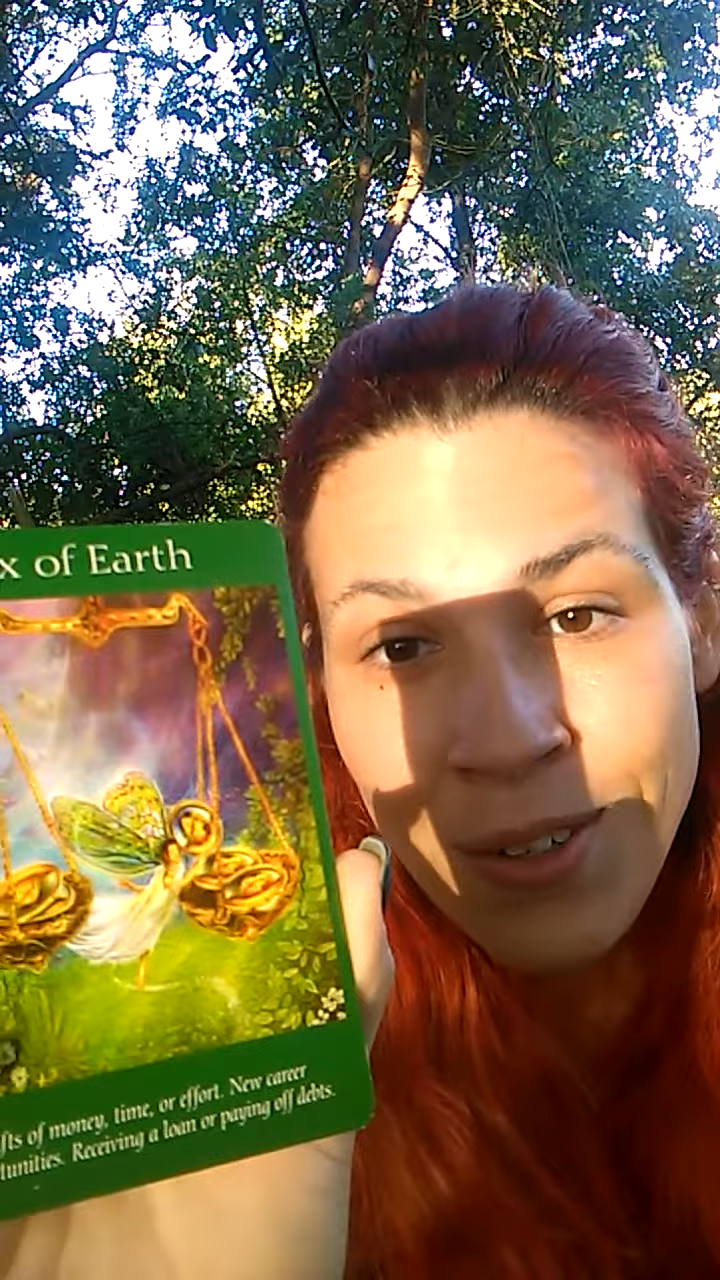 x of Earth
fts of money, time, or effort. New career
tunities. Receiving a loan or paying off debts.